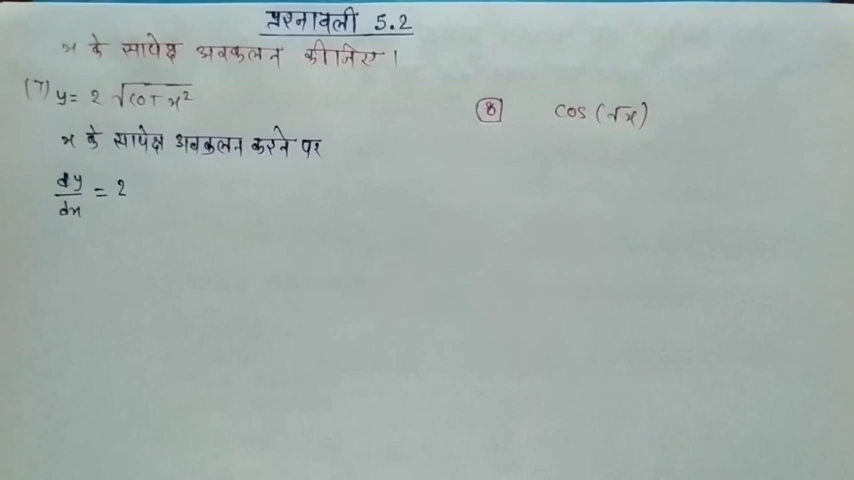 प्रश्नावली 5.2
x के सापेक्ष अवकलन कीजिए।
(7) y = 2 √cot x²
⑧ cos (√x)
x के सापेक्ष अवकलन करने पर
dy/dx = 2